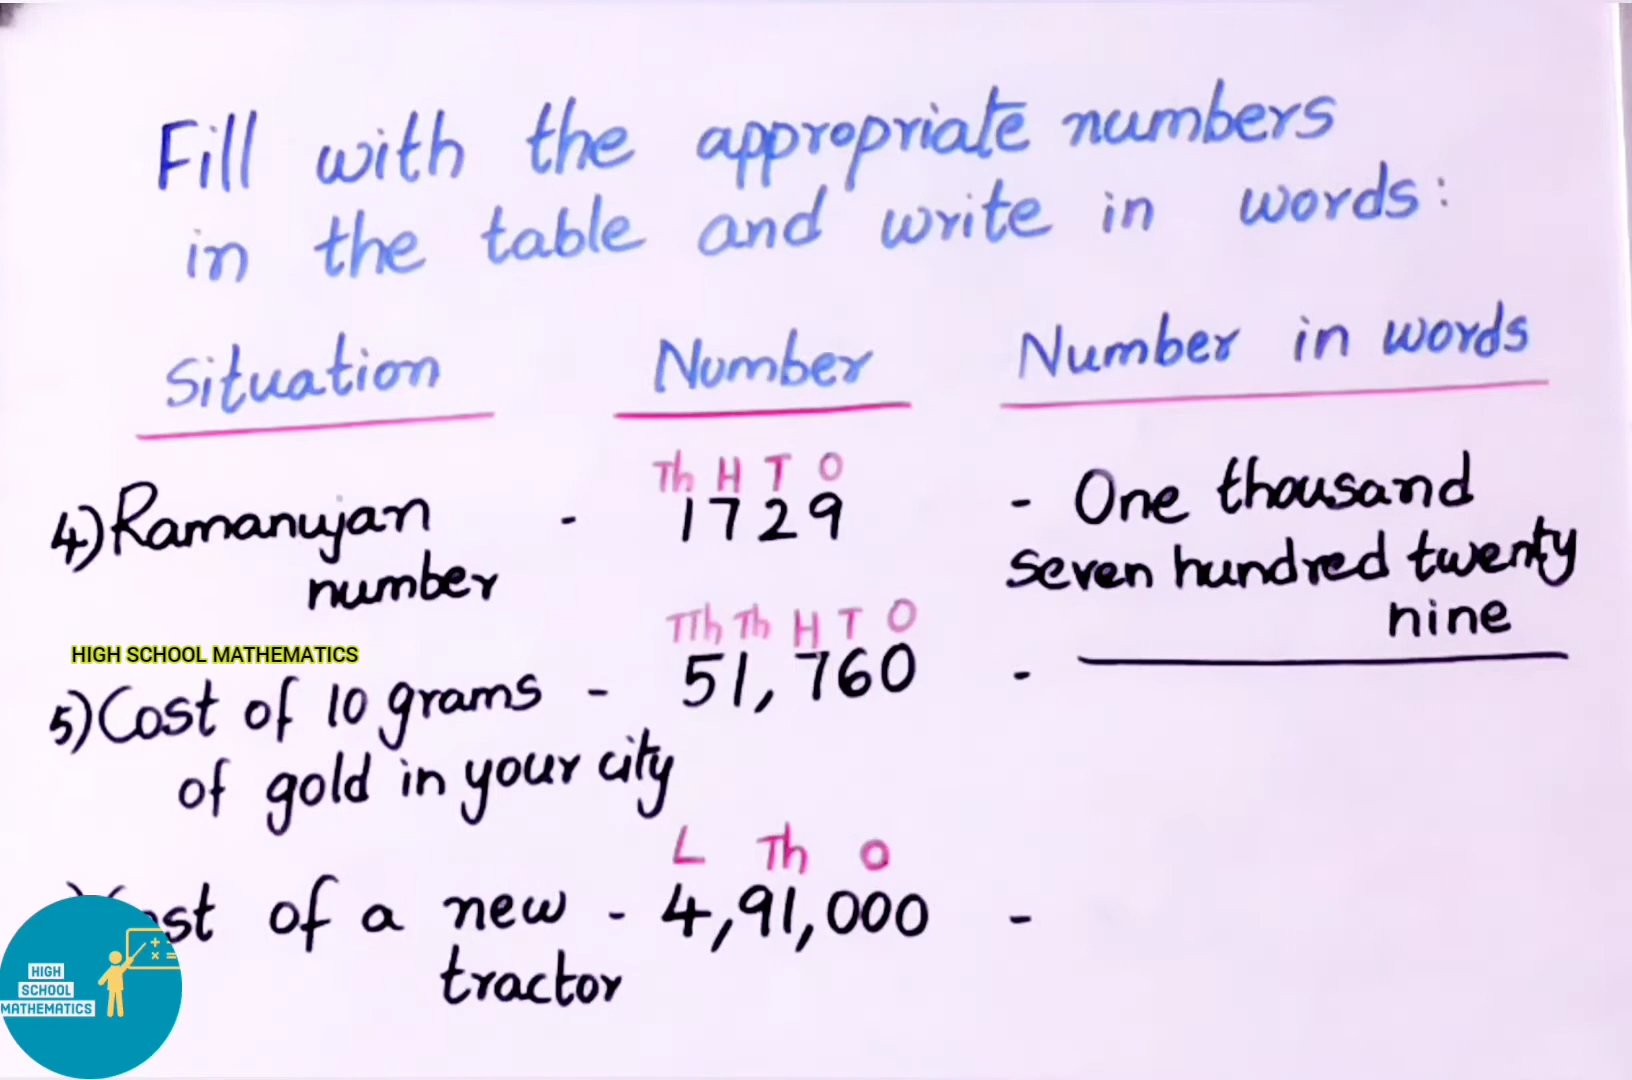 Fill with the appropriate numbers
in the table and write in words:
Situation Number Number in words
Th H T O
4) Ramanujan - 1729 - One thousand
number seven hundred twenty
nine
TTh Th H T O
HIGH SCHOOL MATHEMATICS
5) Cost of 10 grams - 51,760 -
of gold in your city
L Th O
of a new - 4,91,000 -
tractor
HIGH
SCHOOL
MATHEMATICS